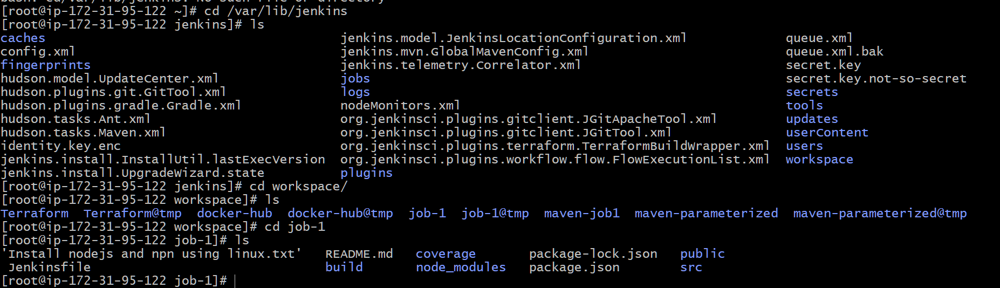 bash: cd/var/lib/jenkins: No such file or directory
[root@ip-172-31-95-122 ~]# cd /var/lib/jenkins
[root@ip-172-31-95-122 jenkins]# ls
caches jenkins.model.JenkinsLocationConfiguration.xml queue.xml
config.xml jenkins.mvn.GlobalMavenConfig.xml queue.xml.bak
fingerprints jenkins.telemetry.Correlator.xml secret.key
hudson.model.UpdateCenter.xml jobs secret.key.not-so-secret
hudson.plugins.git.GitTool.xml logs secrets
hudson.plugins.gradle.Gradle.xml nodeMonitors.xml tools
hudson.tasks.Ant.xml org.jenkinsci.plugins.gitclient.JGitApacheTool.xml updates
hudson.tasks.Maven.xml org.jenkinsci.plugins.gitclient.JGitTool.xml userContent
identity.key.enc org.jenkinsci.plugins.terraform.TerraformBuildWrapper.xml users
jenkins.install.InstallUtil.lastExecVersion org.jenkinsci.plugins.workflow.flow.FlowExecutionList.xml workspace
jenkins.install.UpgradeWizard.state plugins
[root@ip-172-31-95-122 jenkins]# cd workspace/
[root@ip-172-31-95-122 workspace]# ls
Terraform Terraform@tmp docker-hub docker-hub@tmp job-1 job-1@tmp maven-job1 maven-parameterized maven-parameterized@tmp
[root@ip-172-31-95-122 workspace]# cd job-1
[root@ip-172-31-95-122 job-1]# ls
'Install nodejs and npn using linux.txt' README.md coverage package-lock.json public
Jenkinsfile build node_modules package.json src
[root@ip-172-31-95-122 job-1]#